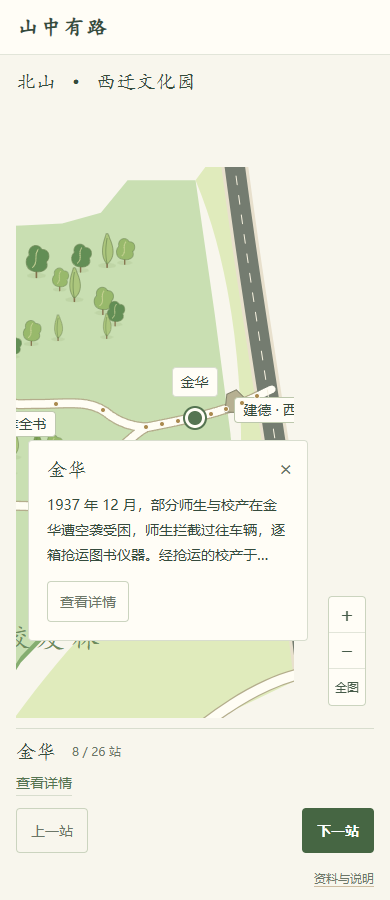 山中有路
北山 • 西迁文化园
金华
建德 · 西
全书
金华
×
1937 年 12 月，部分师生与校产在金
华遭空袭受困，师生拦截过往车辆，逐
箱抢运图书仪器。经抢运的校产于…
查看详情
+
−
全图
金华 8 / 26 站
查看详情
上一站
下一站
资料与说明